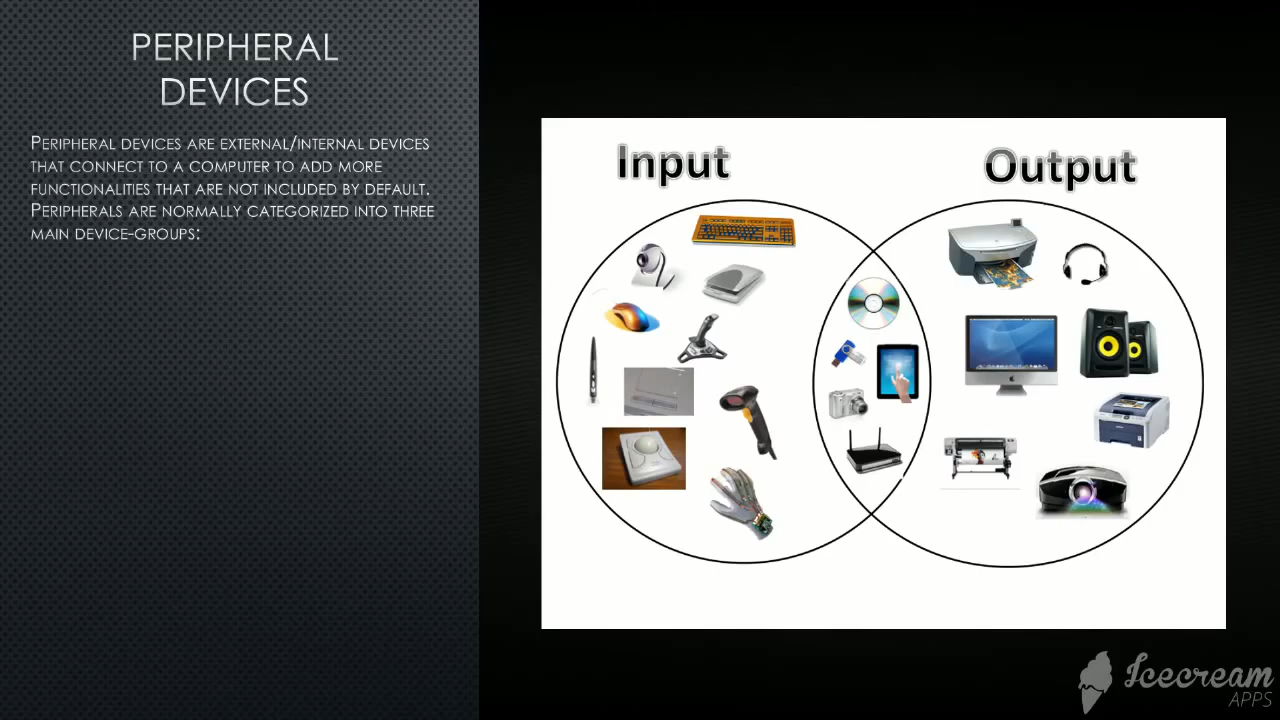 PERIPHERAL
DEVICES
PERIPHERAL DEVICES ARE EXTERNAL/INTERNAL DEVICES
THAT CONNECT TO A COMPUTER TO ADD MORE
FUNCTIONALITIES THAT ARE NOT INCLUDED BY DEFAULT.
PERIPHERALS ARE NORMALLY CATEGORIZED INTO THREE
MAIN DEVICE-GROUPS:
Input
Output
Icecream
APPS